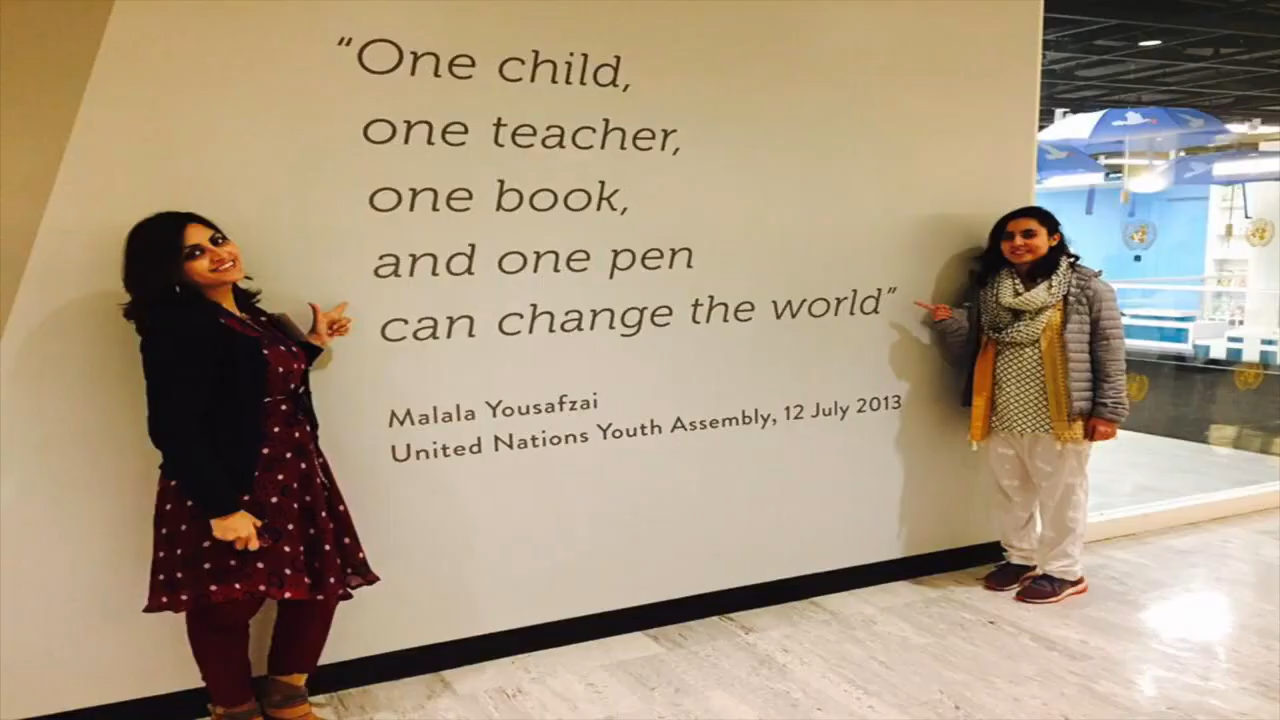 “One child,
one teacher,
one book,
and one pen
can change the world”
Malala Yousafzai
United Nations Youth Assembly, 12 July 2013